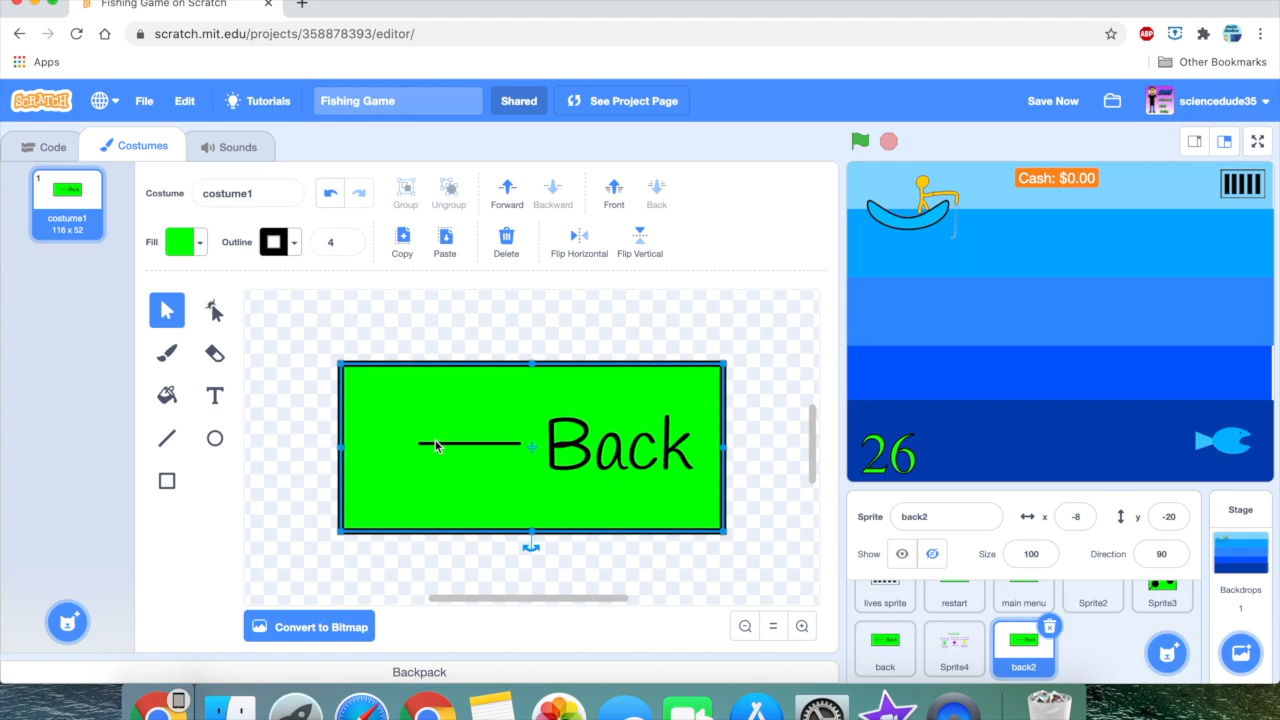 Fishing Game on Scratch
scratch.mit.edu/projects/358878393/editor/
ABP
Apps
Other Bookmarks
SCRATCH
File
Edit
Tutorials
Fishing Game
Shared
See Project Page
Save Now
sciencedude35
Code
Costumes
Sounds
1
costume1
116 x 52
Costume
costume1
Group
Ungroup
Forward
Backward
Front
Back
Fill
Outline
4
Copy
Paste
Delete
Flip Horizontal
Flip Vertical
Back
Convert to Bitmap
Cash: $0.00
26
Sprite
back2
x
-8
y
-20
Show
Size
100
Direction
90
Stage
Backdrops
1
lives sprite
restart
main menu
Sprite2
Sprite3
back
Sprite4
back2
Backpack